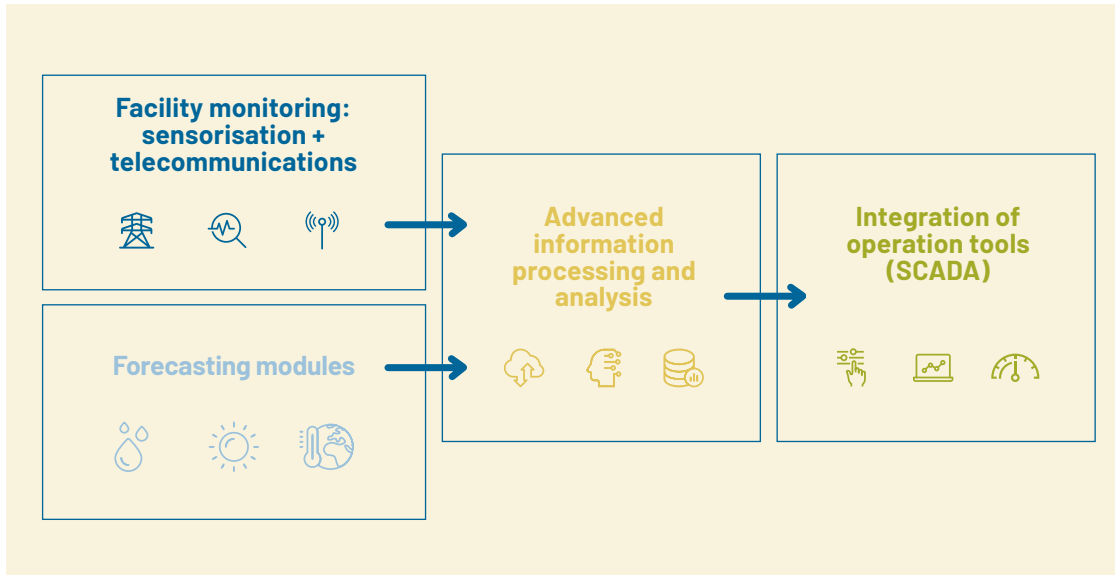 Facility monitoring:
sensorisation +
telecommunications
Forecasting modules
Advanced
information
processing and
analysis
Integration of
operation tools
(SCADA)